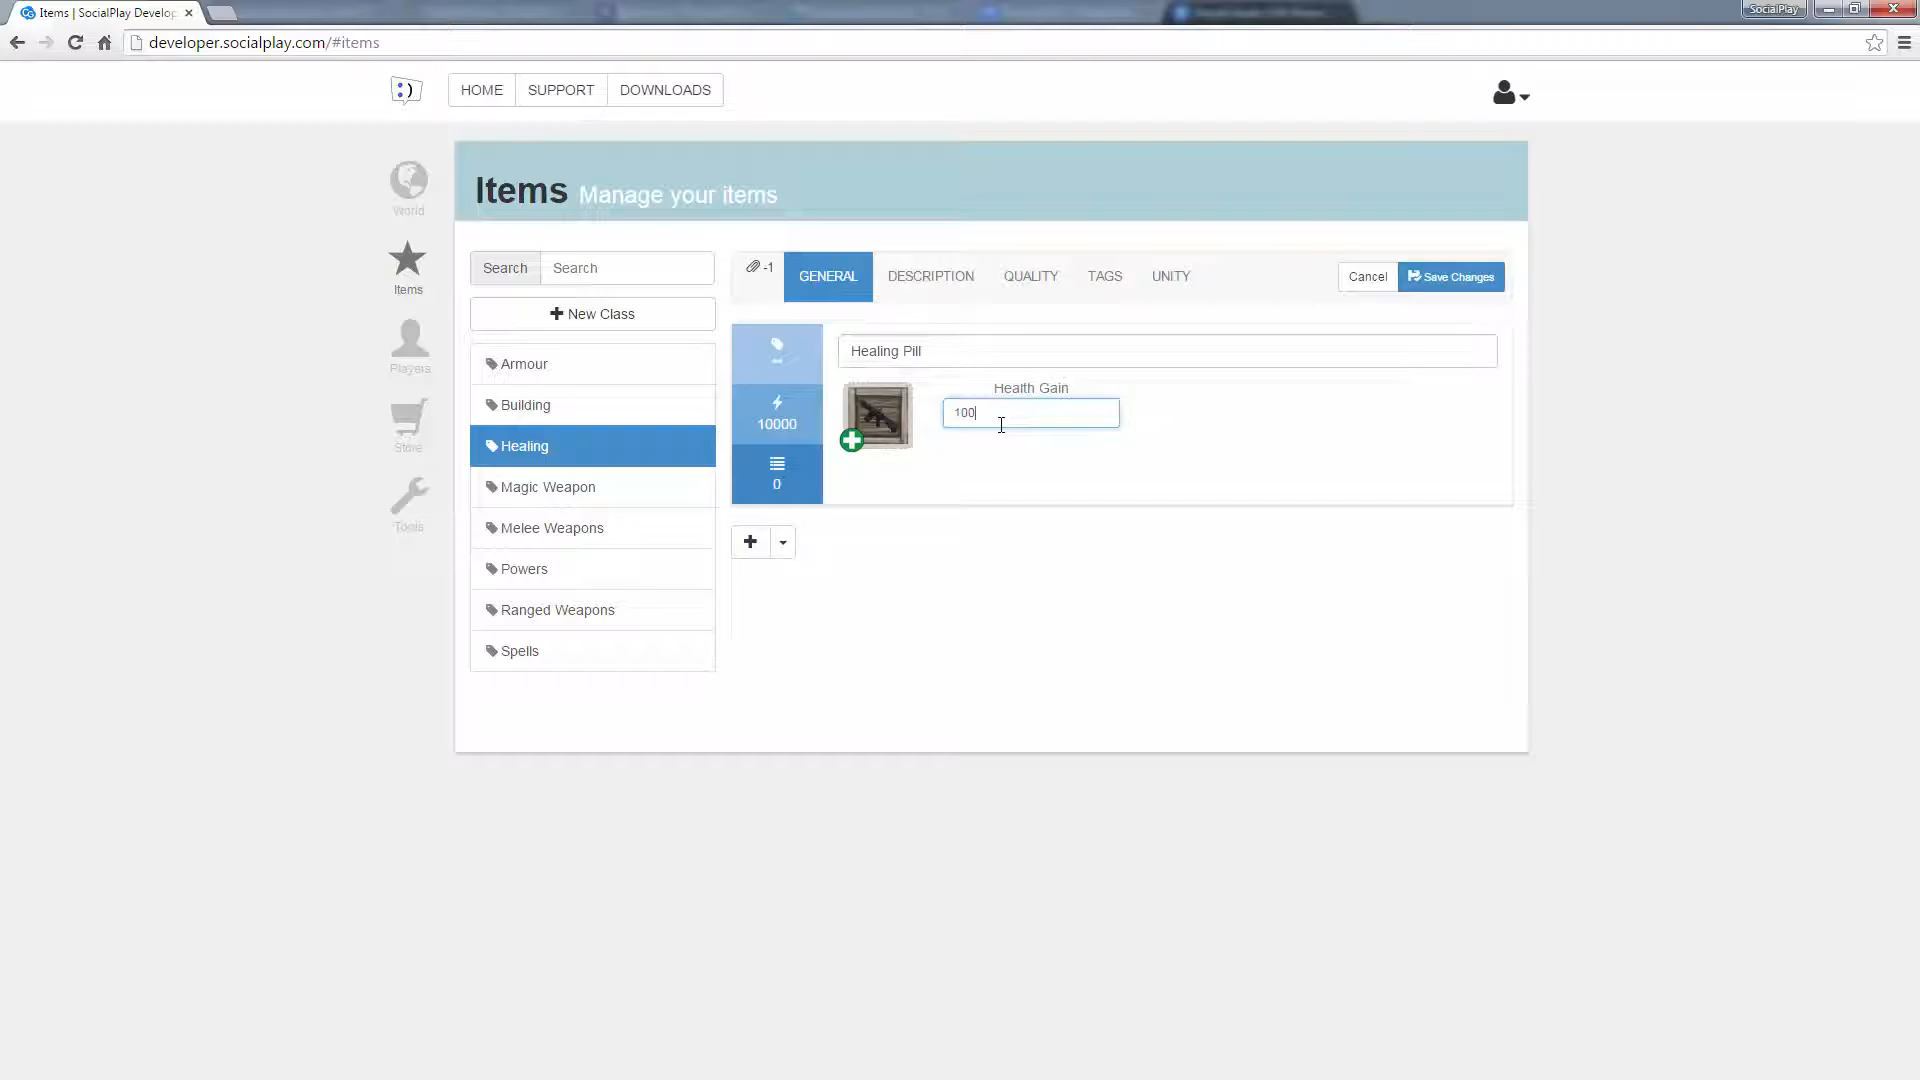 Items | SocialPlay Develop
SocialPlay
developer.socialplay.com/#items
:)
HOME
SUPPORT
DOWNLOADS
World
Items
Players
Store
Tools
Items Manage your items
Search
Search
New Class
Armour
Building
Healing
Magic Weapon
Melee Weapons
Powers
Ranged Weapons
Spells
-1
GENERAL
DESCRIPTION
QUALITY
TAGS
UNITY
Cancel
Save Changes
--
10000
0
Healing Pill
Health Gain
100